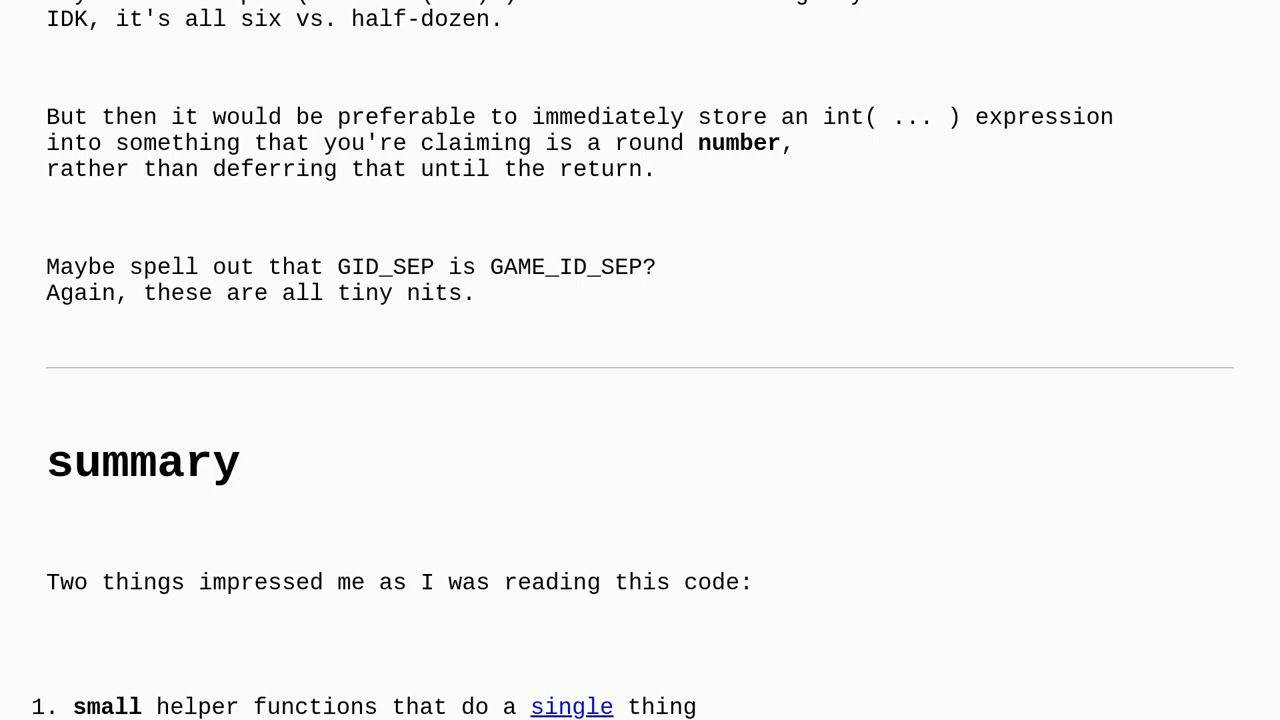 IDK, it's all six vs. half-dozen.
But then it would be preferable to immediately store an int( ... ) expression
into something that you're claiming is a round number,
rather than deferring that until the return.
Maybe spell out that GID_SEP is GAME_ID_SEP?
Again, these are all tiny nits.
summary
Two things impressed me as I was reading this code:
1. small helper functions that do a single thing